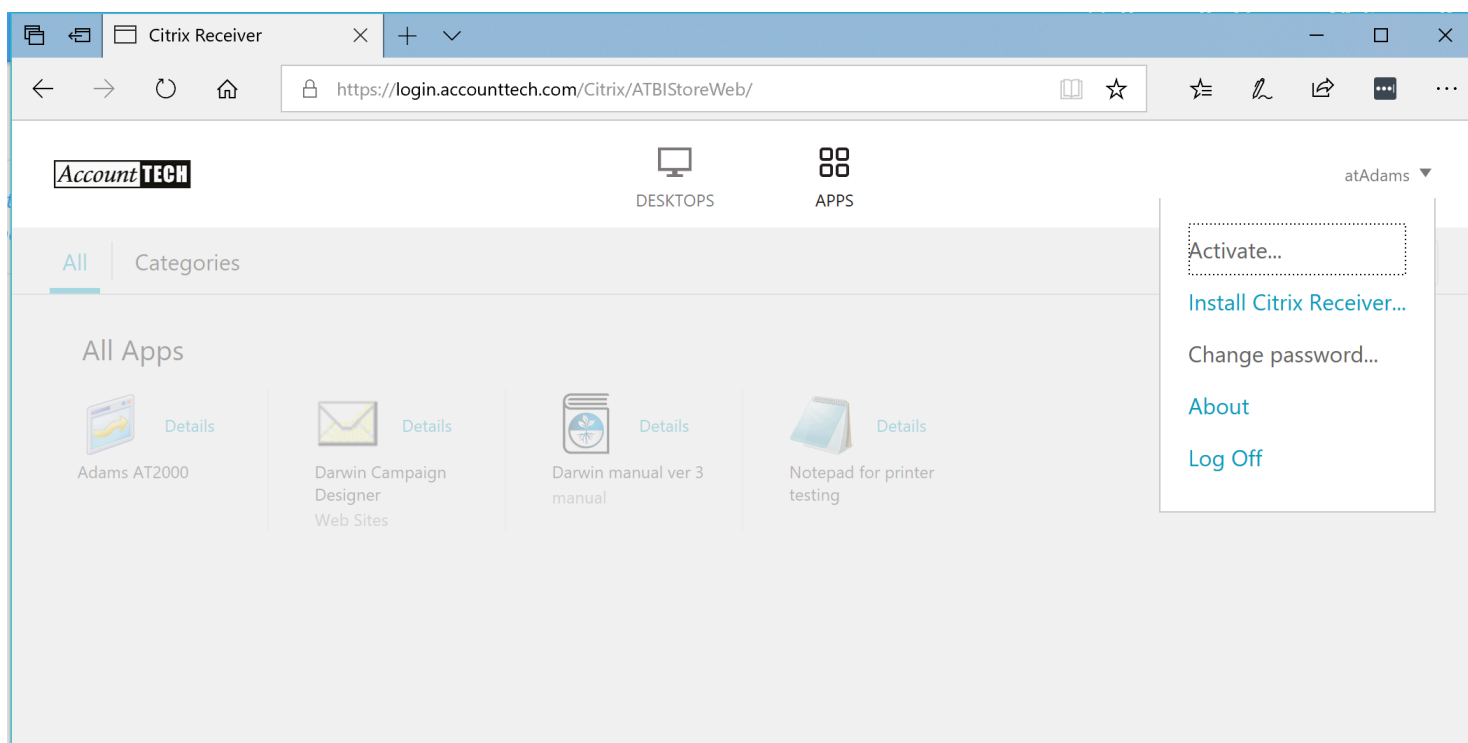 Citrix Receiver
https://login.accounttech.com/Citrix/ATBIStoreWeb/
Account TECH
DESKTOPS
APPS
atAdams
All
Categories
Activate...
Install Citrix Receiver...
Change password...
About
Log Off
All Apps
Details
Adams AT2000
Details
Darwin Campaign
Designer
Web Sites
Details
Darwin manual ver 3
manual
Details
Notepad for printer
testing